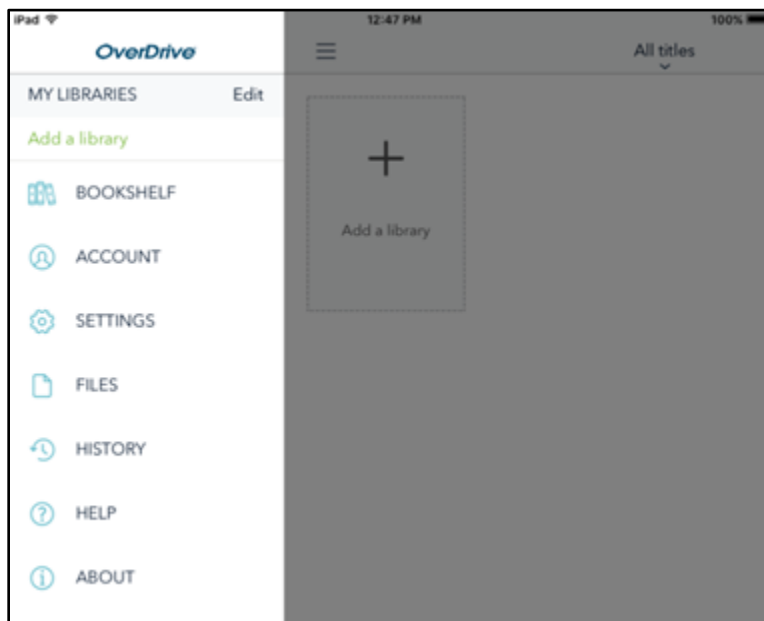 iPad 12:47 PM 100%
OverDrive
All titles
MY LIBRARIES Edit
Add a library
BOOKSHELF
ACCOUNT
Add a library
SETTINGS
FILES
HISTORY
HELP
ABOUT